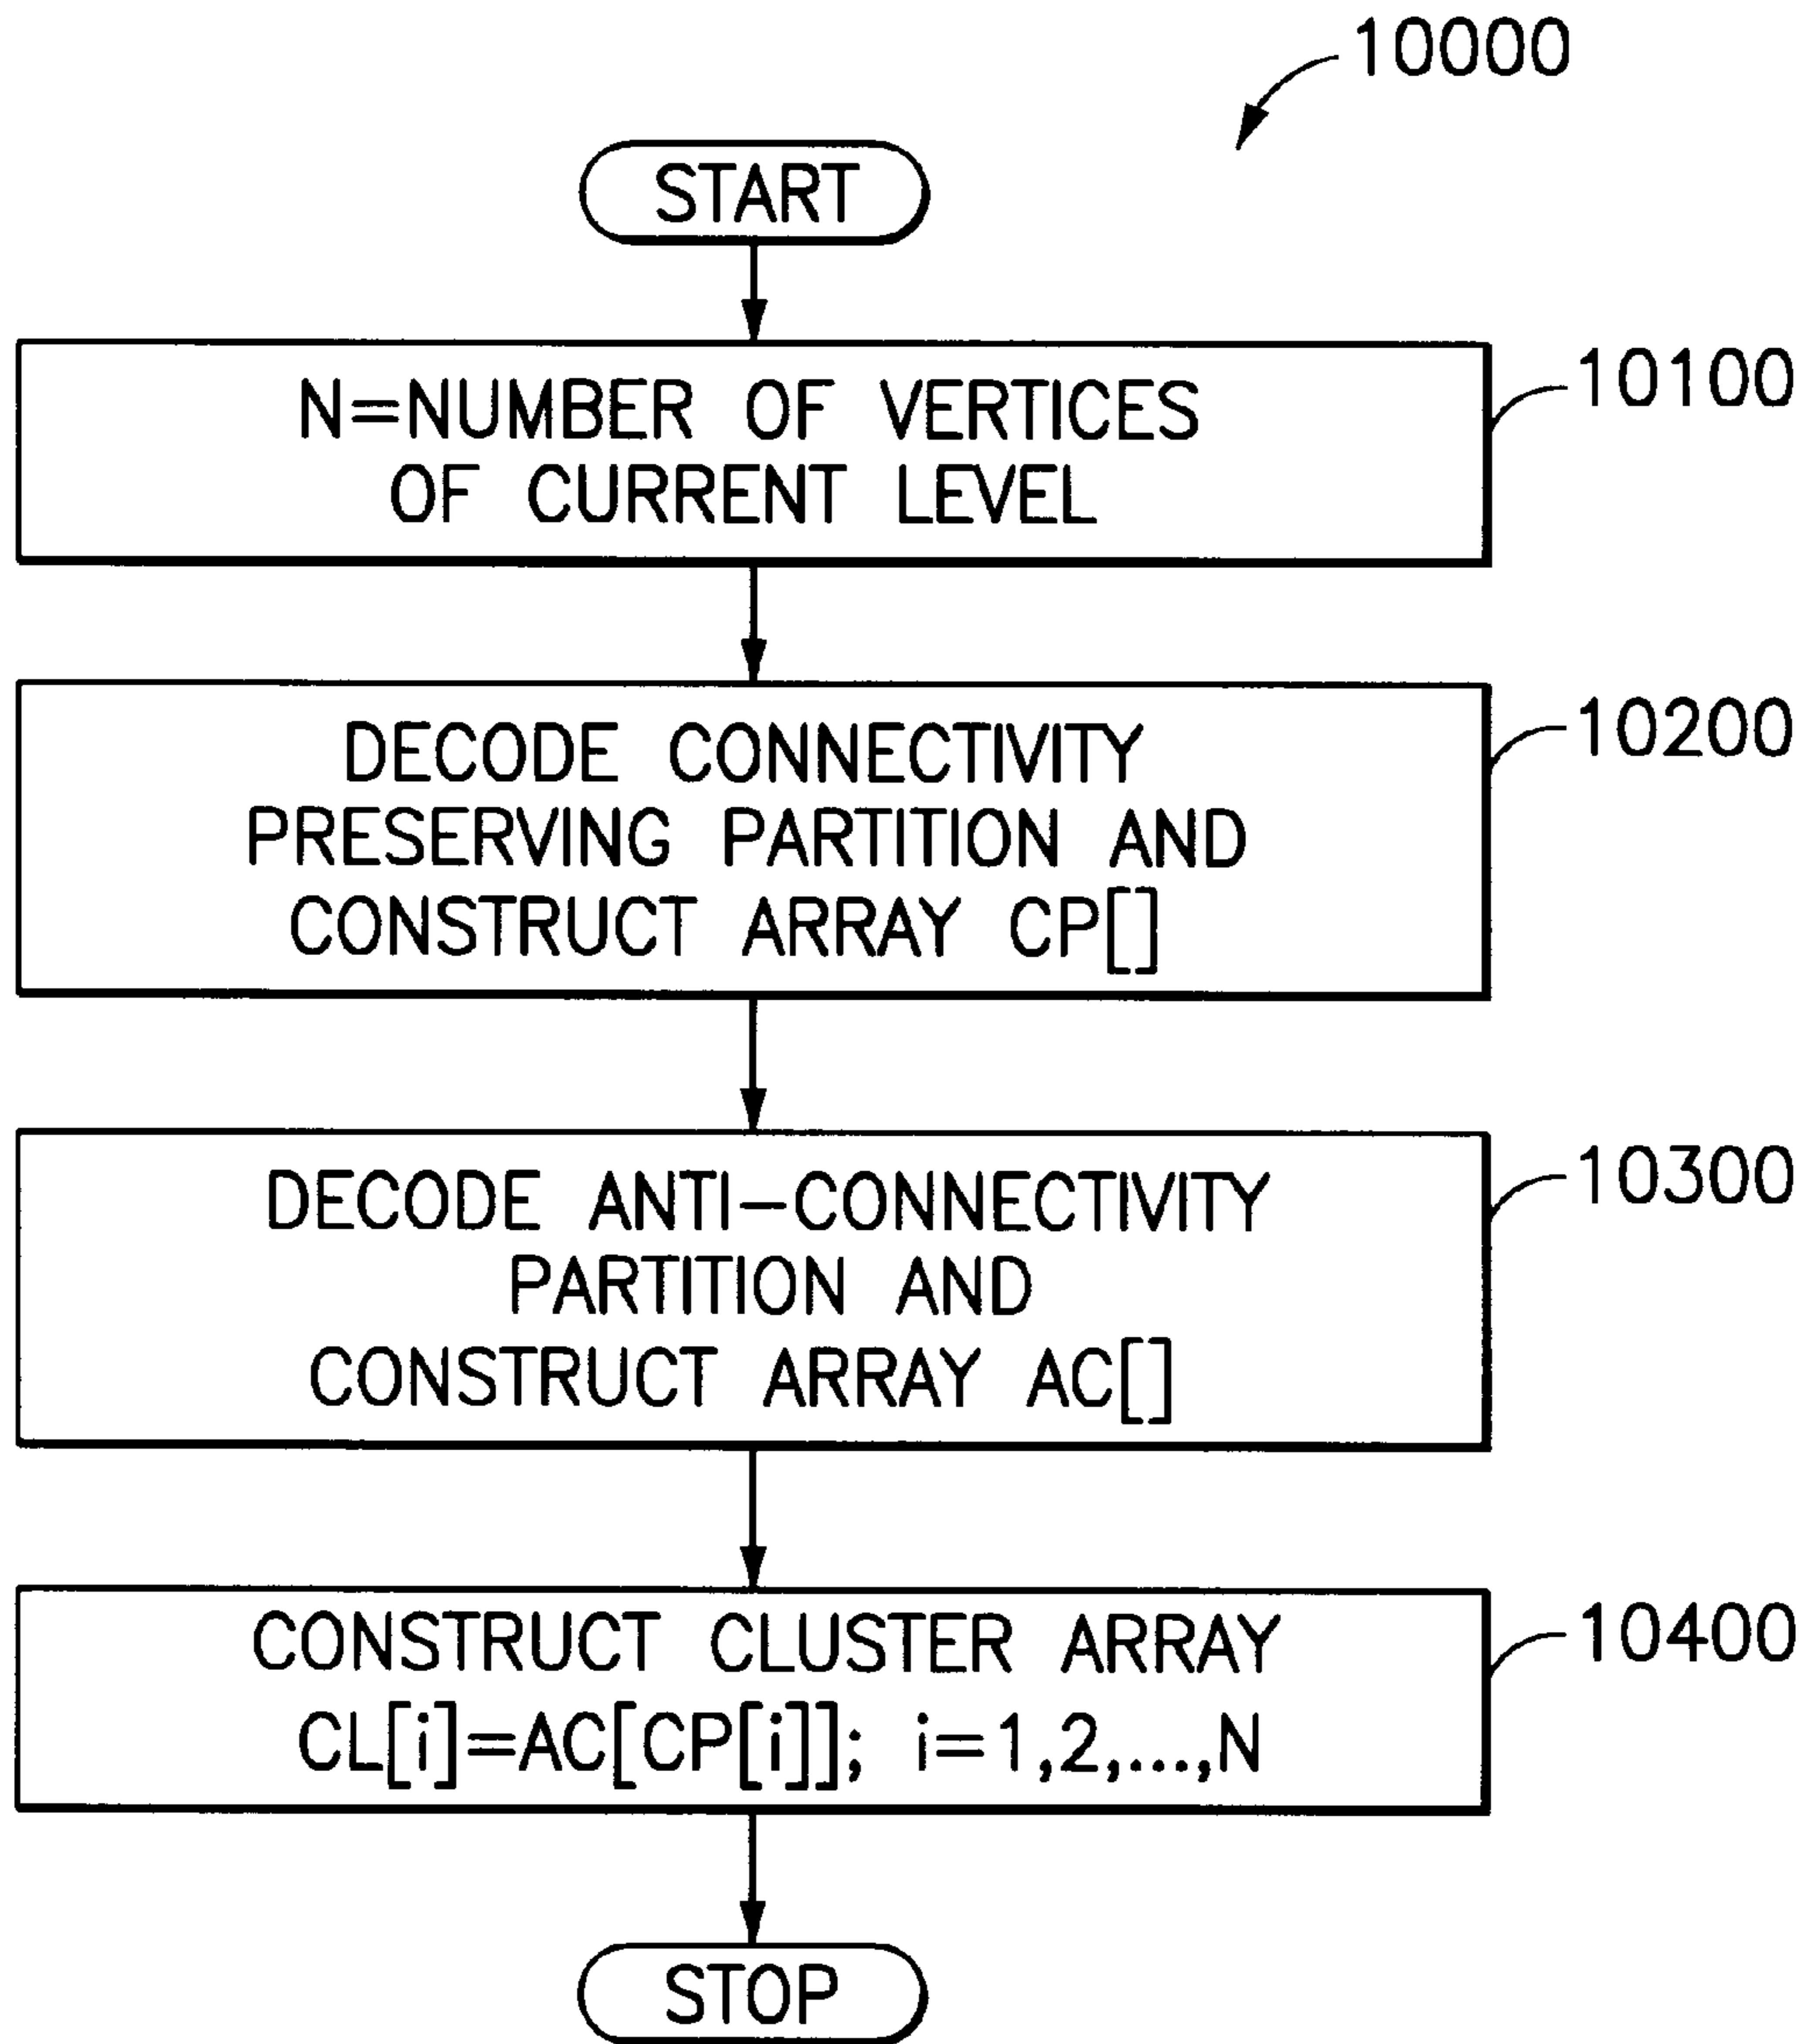 10000
START
N=NUMBER OF VERTICES
OF CURRENT LEVEL
10100
DECODE CONNECTIVITY
PRESERVING PARTITION AND
CONSTRUCT ARRAY CP[]
10200
DECODE ANTI-CONNECTIVITY
PARTITION AND
CONSTRUCT ARRAY AC[]
10300
CONSTRUCT CLUSTER ARRAY
CL[i]=AC[CP[i]]; i=1,2,...,N
10400
STOP